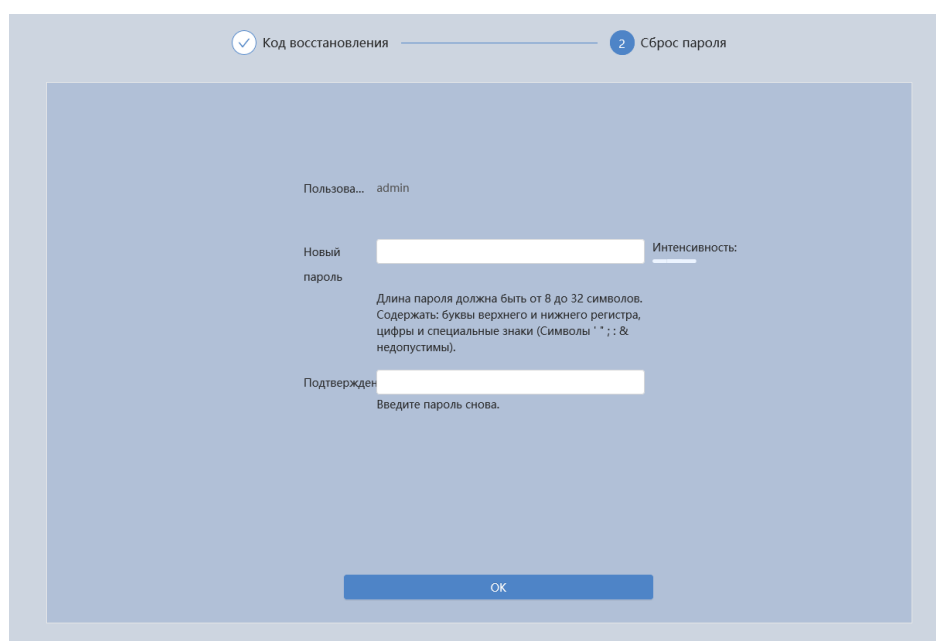 Код восстановления
2 Сброс пароля
Пользова... admin
Новый пароль
Интенсивность:
Длина пароля должна быть от 8 до 32 символов.
Содержать: буквы верхнего и нижнего регистра,
цифры и специальные знаки (Символы ' " ; : &
недопустимы).
Подтвержден
Введите пароль снова.
OK